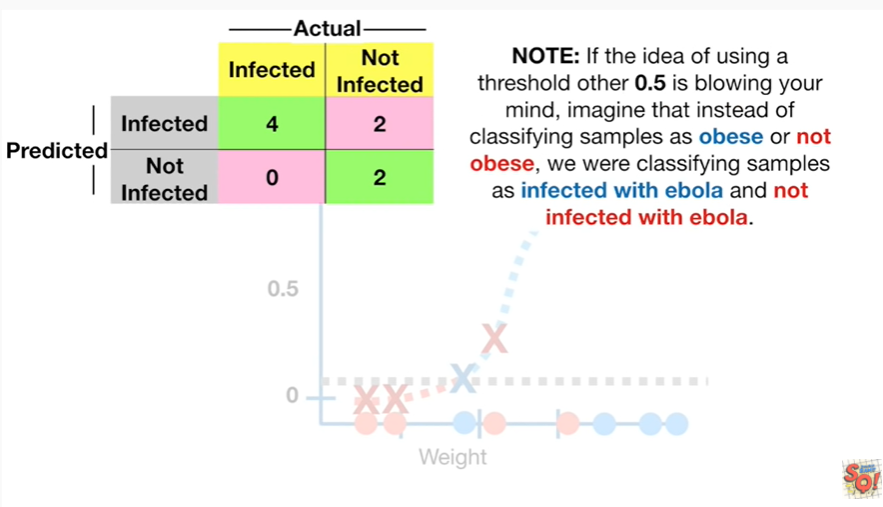 Actual
Infected
Not
Infected
Predicted
Infected
4
2
Not
Infected
0
2
NOTE: If the idea of using a
threshold other 0.5 is blowing your
mind, imagine that instead of
classifying samples as obese or not
obese, we were classifying samples
as infected with ebola and not
infected with ebola.
0.5
0
X
X
X
X
Weight
SQ!